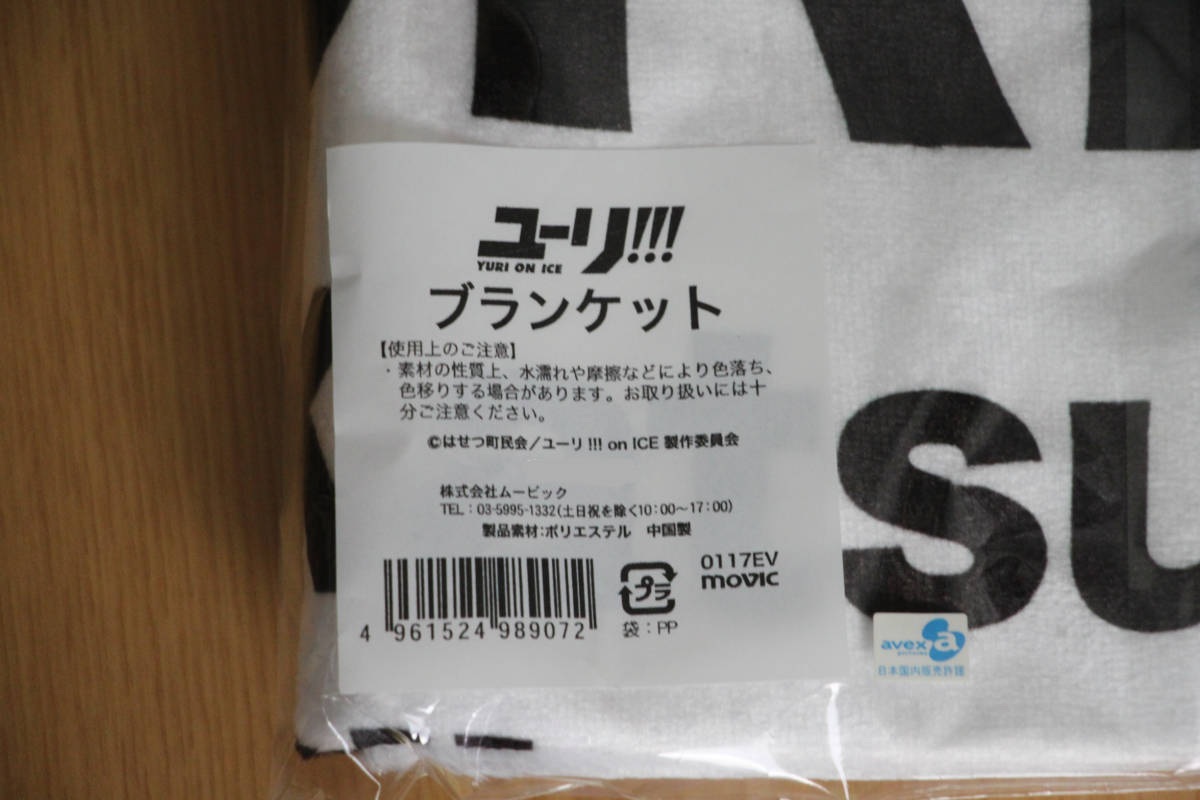 ユーリ!!!
YURI ON ICE
ブランケット
【使用上のご注意】
・素材の性質上、水濡れや摩擦などにより色落ち、
色移りする場合があります。お取り扱いには十
分ご注意ください。
©はせつ町民会/ユーリ!!! on ICE 製作委員会
株式会社ムービック
TEL:03-5995-1332(土日祝を除く10:00～17:00)
製品素材:ポリエステル 中国製
4 961524 989072
プラ
袋:PP
0117EV
movic
SU
avex a
pictures
日本国内販売許諾